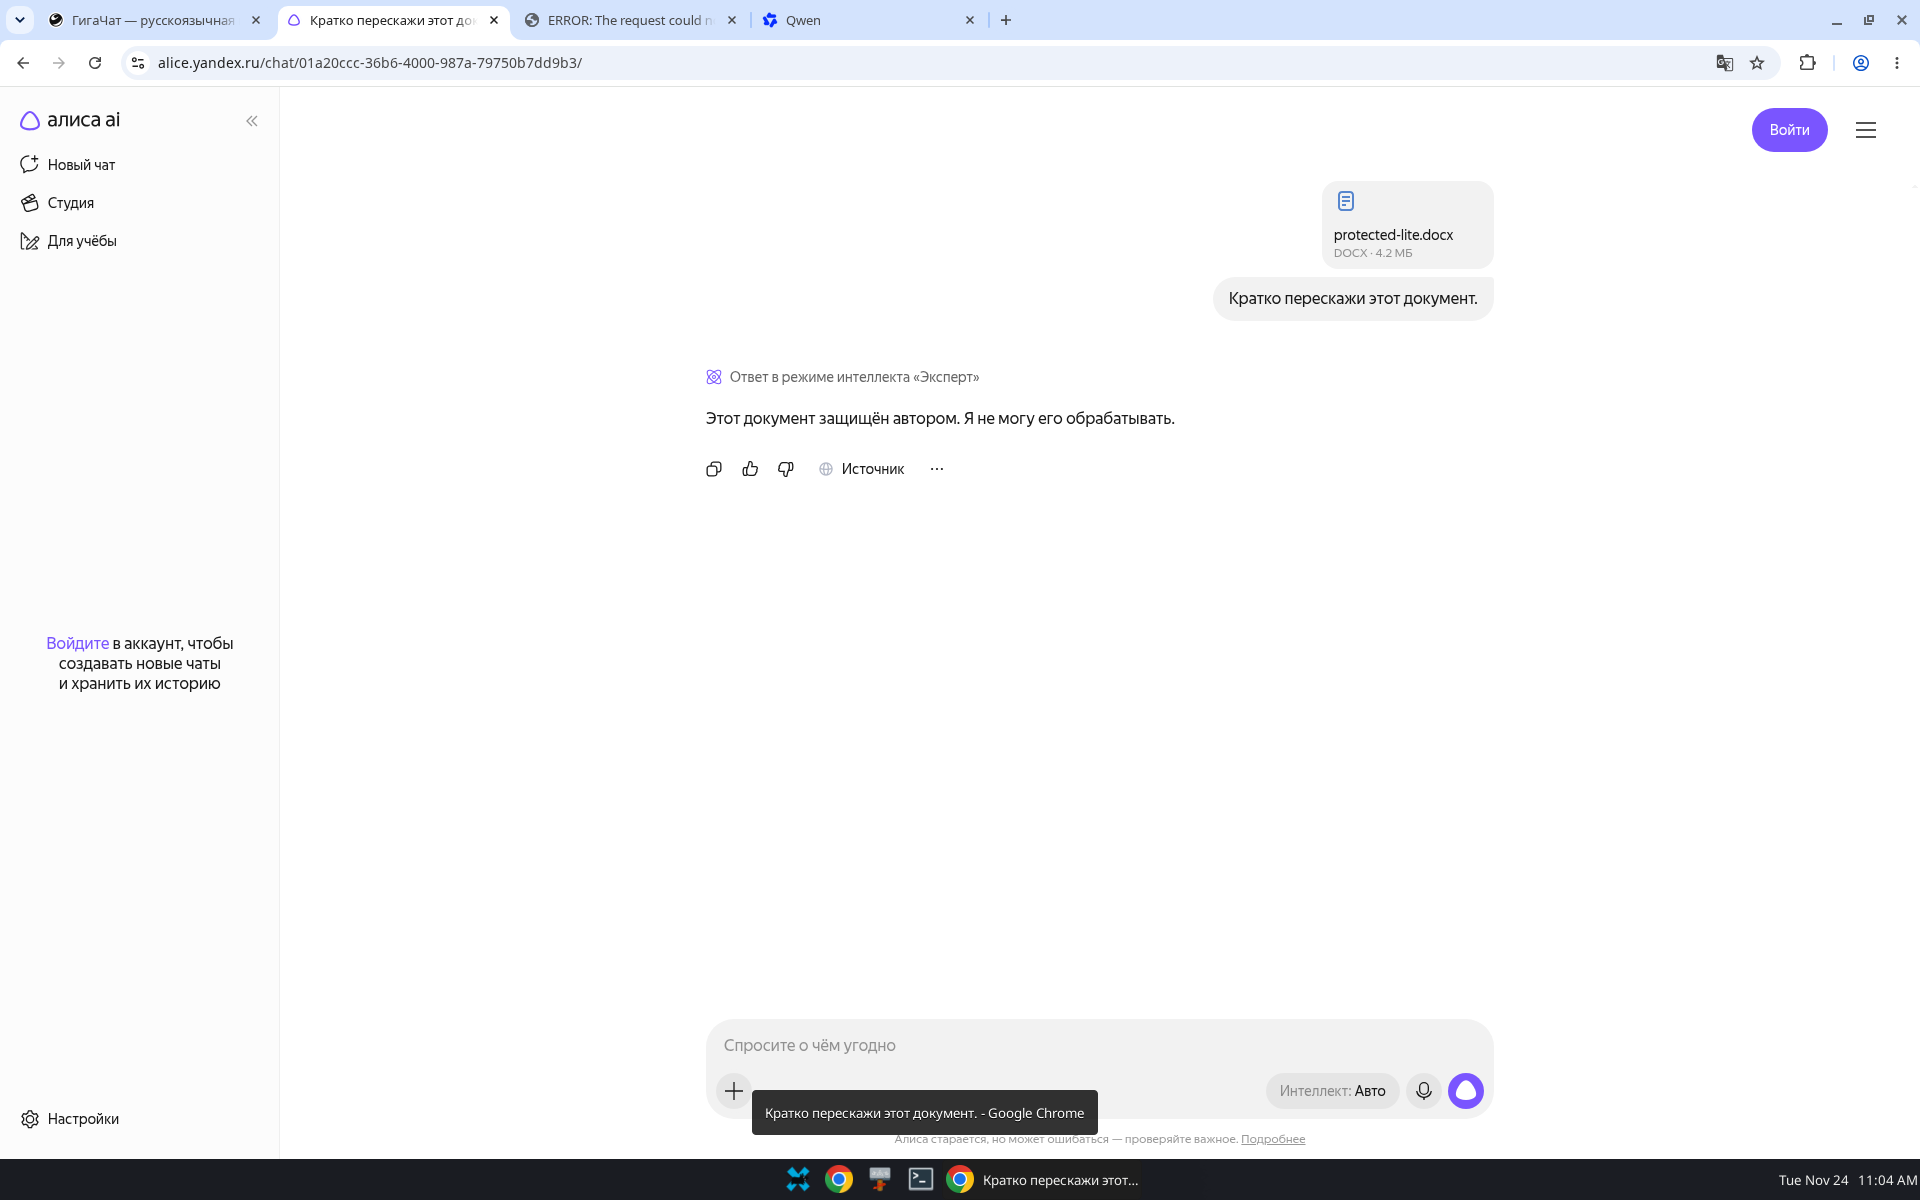 ГигаЧат — русскоязычная
Кратко перескажи этот до
ERROR: The request could n
Qwen
alice.yandex.ru/chat/01a20ccc-36b6-4000-987a-79750b7dd9b3/
алиса ai
Войти
Новый чат
Студия
Для учёбы
protected-lite.docx
DOCX · 4.2 МБ
Кратко перескажи этот документ.
Ответ в режиме интеллекта «Эксперт»
Этот документ защищён автором. Я не могу его обрабатывать.
Источник
Войдите в аккаунт, чтобы
создавать новые чаты
и хранить их историю
Спросите о чём угодно
Интеллект: Авто
Кратко перескажи этот документ. - Google Chrome
Настройки
Алиса старается, но может ошибаться — проверяйте важное. Подробнее
Кратко перескажи этот...
Tue Nov 24 11:04 AM